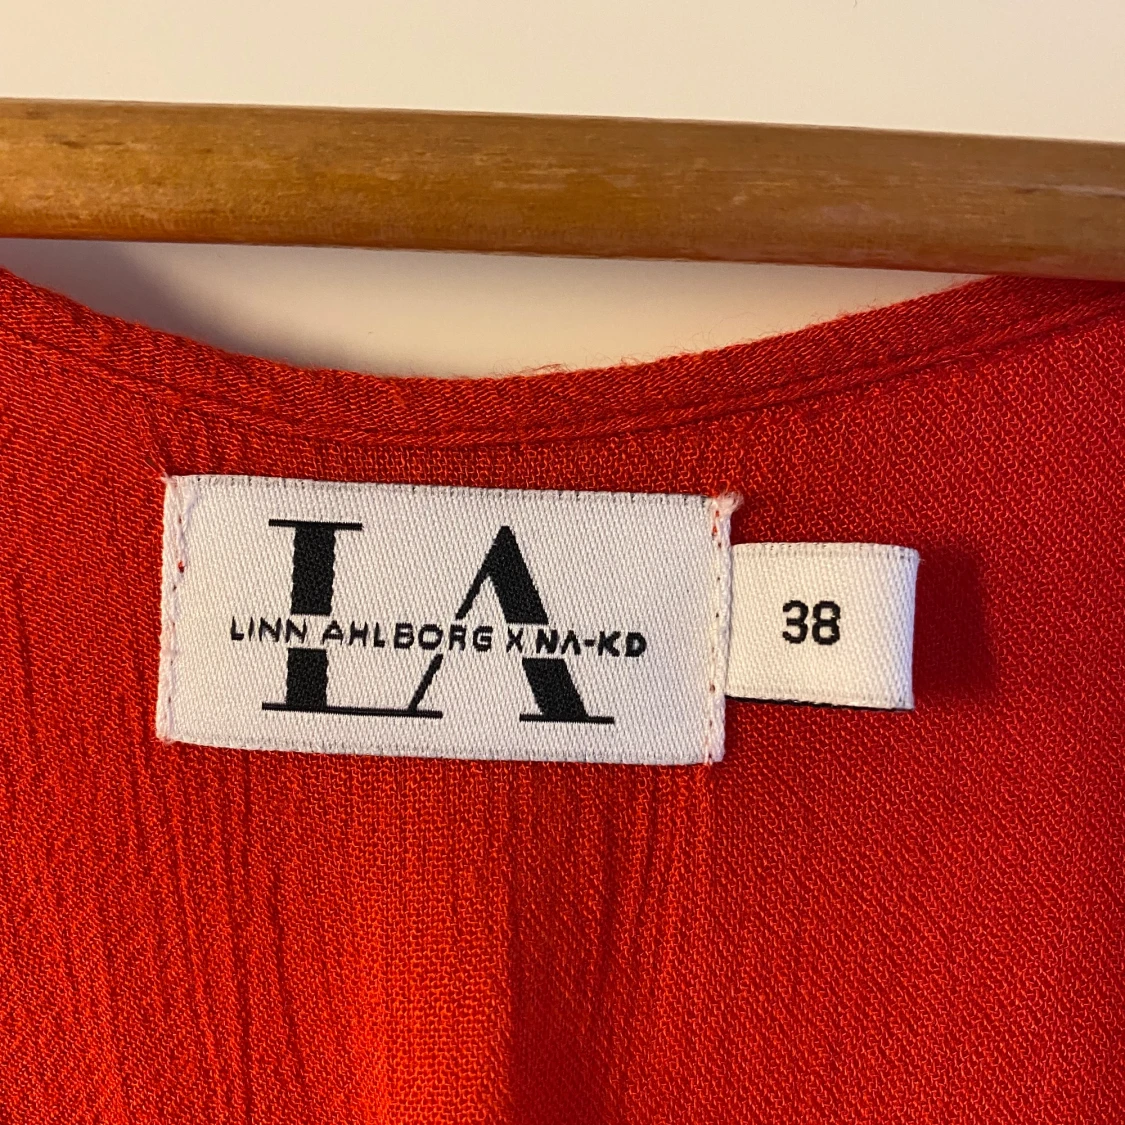 LA
LINN AHLBORG X NA-KD
38